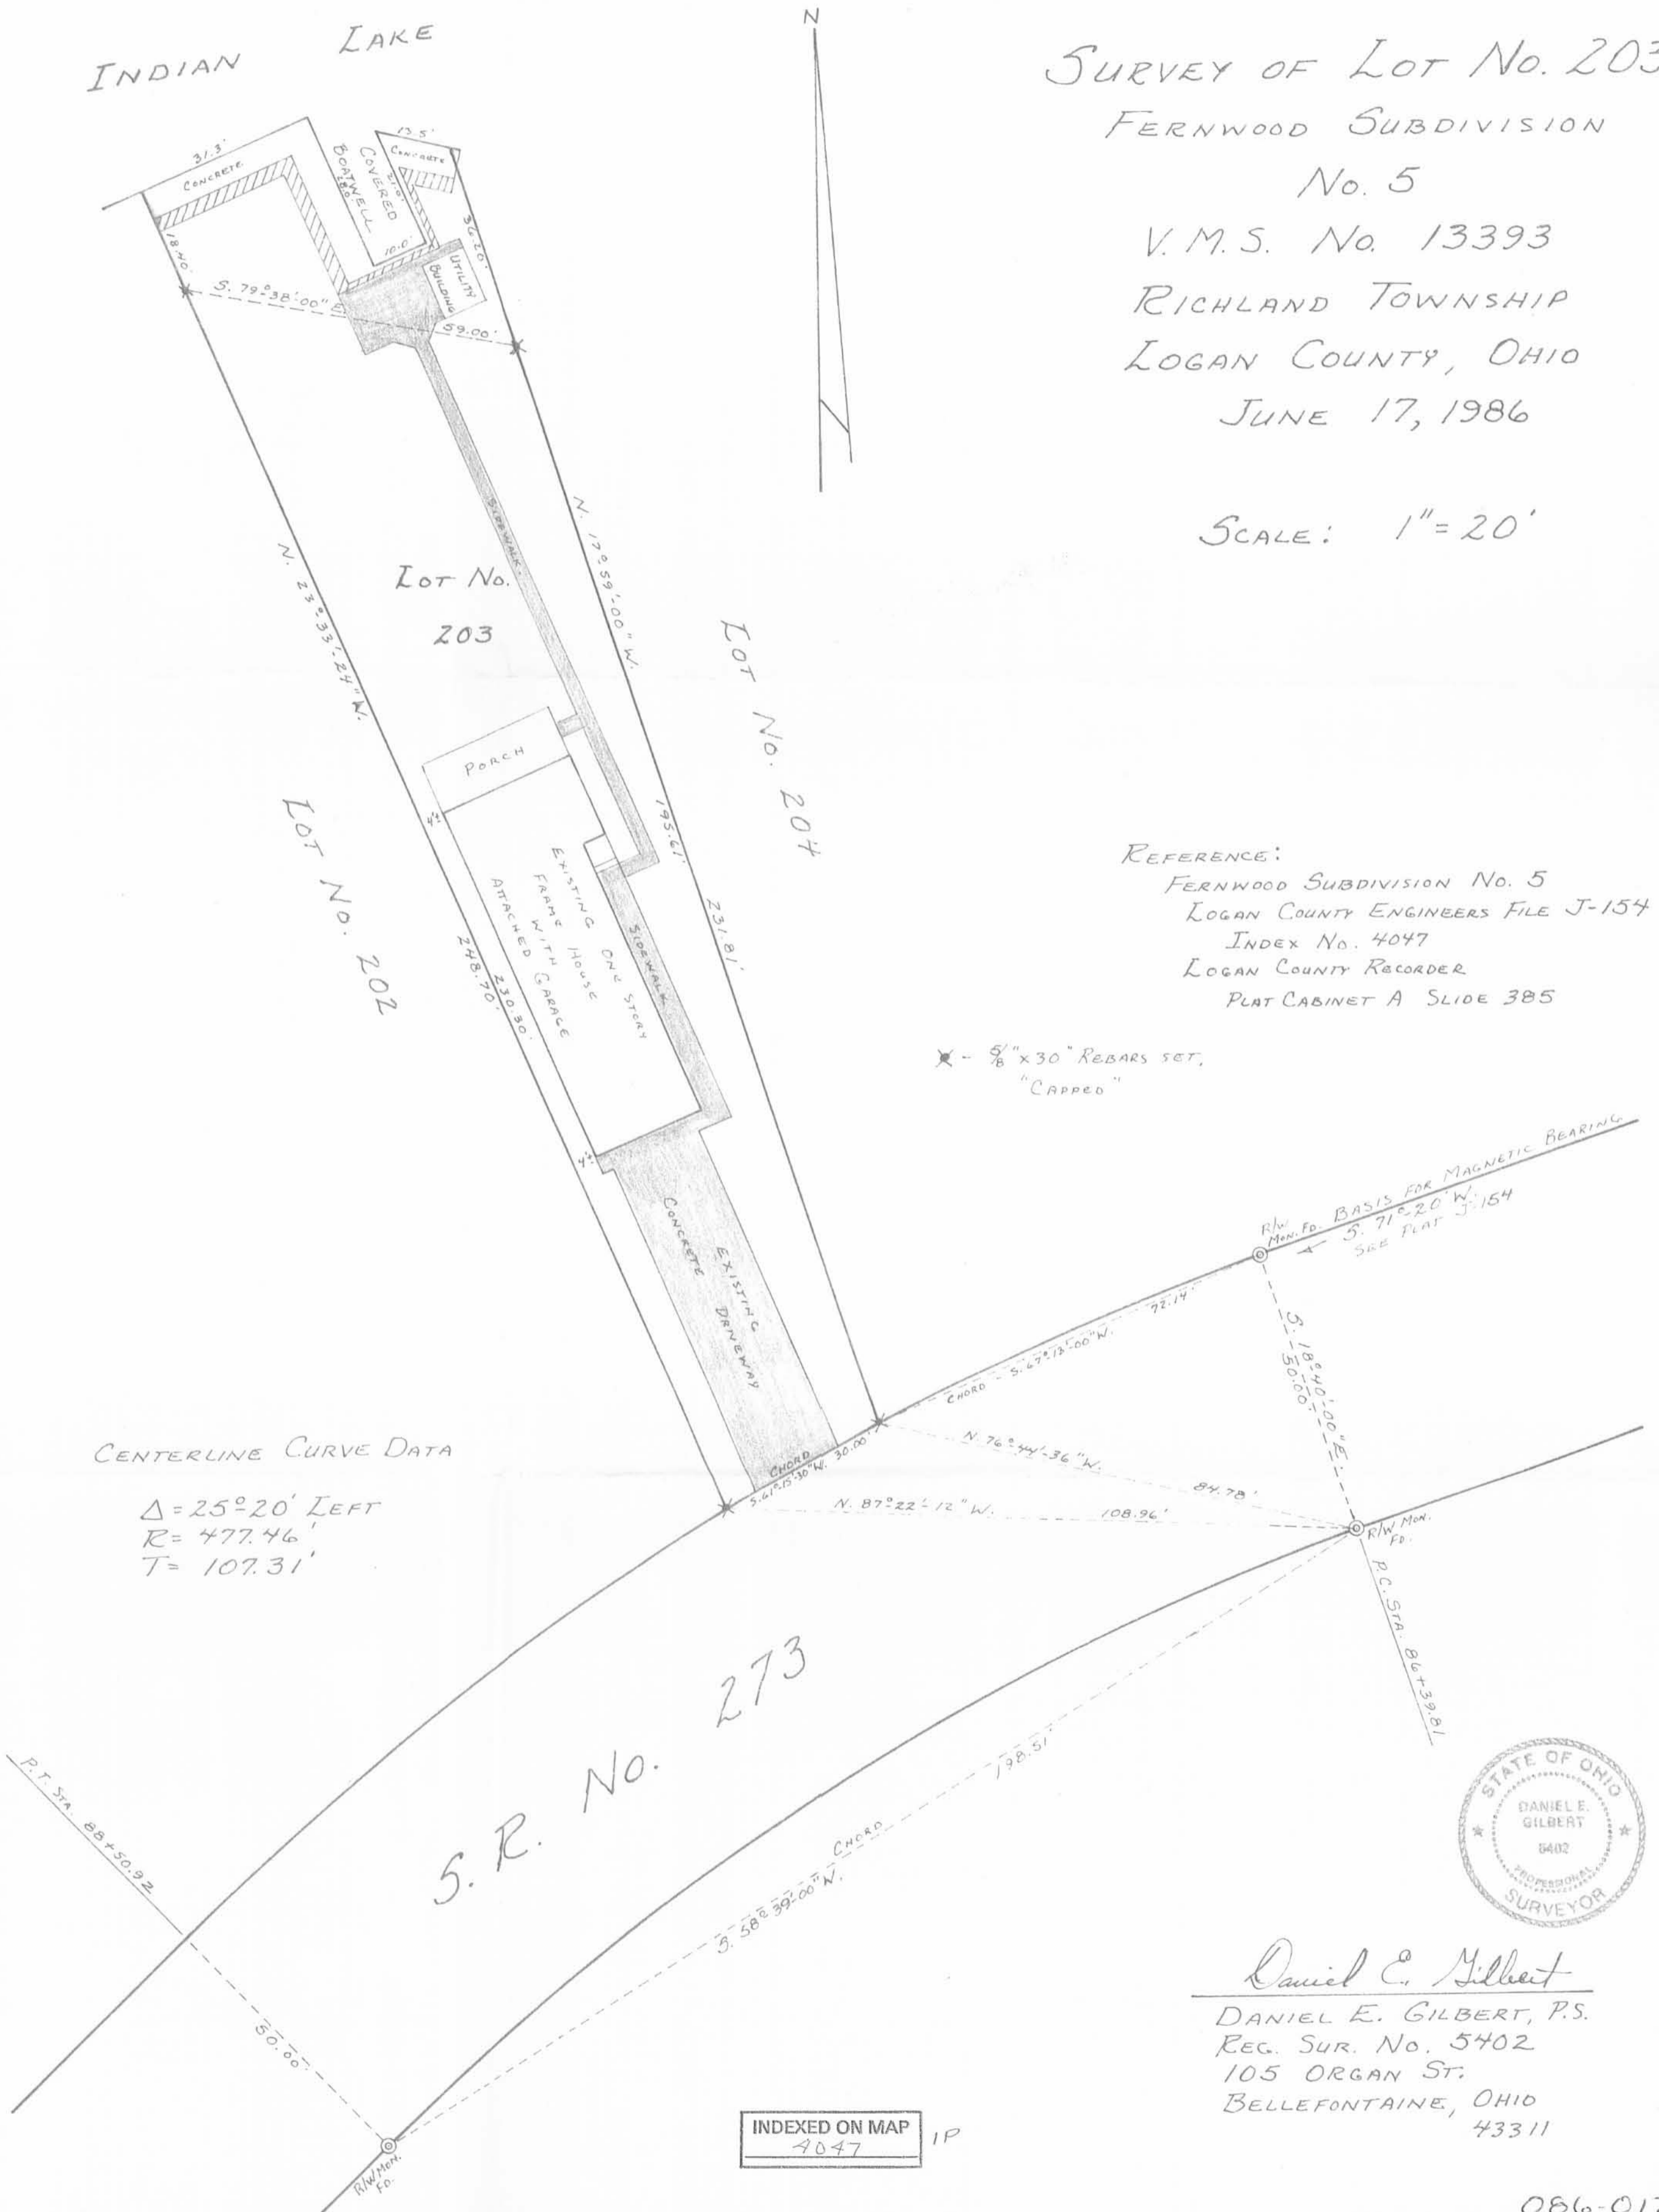 INDIAN LAKE
N
SURVEY OF LOT NO. 203
FERNWOOD SUBDIVISION
No. 5
V.M.S. No. 13393
RICHLAND TOWNSHIP
LOGAN COUNTY, OHIO
JUNE 17, 1986
SCALE: 1"=20'
31.3'
CONCRETE
COVERED
BOATWELL
28.0'
21.0'
10.0'
13.5'
CONCRETE
UTILITY
BUILDING
18.40'
36.20'
S. 79°-38'-00" E.
59.00'
SIDEWALK
N. 17°-59'-00" W.
N. 23°-33'-24" W.
LOT NO.
203
LOT NO. 204
LOT NO. 202
PORCH
4'±
195.61'
231.81'
EXISTING ONE STORY
FRAME HOUSE
WITH
ATTACHED GARAGE
SIDEWALK
248.70'
230.30'
4'±
EXISTING
CONCRETE DRIVEWAY
REFERENCE:
FERNWOOD SUBDIVISION NO. 5
LOGAN COUNTY ENGINEERS FILE J-154
INDEX NO. 4047
LOGAN COUNTY RECORDER
PLAT CABINET A SLIDE 385
- 5/8" x 30" REBARS SET.
"CAPPED"
R/W
MON. FD.
BASIS FOR MAGNETIC BEARING
S. 71°-20' W.
SEE PLAT J-154
72.14'
CHORD - S. 67°-13'-00" W.
S. 18°-40'-00" E.
50.00'
CHORD
S. 61°-15'-30" W. 30.00'
N. 76°-44'-36" W.
84.78'
N. 87°-22'-12" W.
108.96'
R/W MON.
FD.
P.C. STA. 86+39.81
CENTERLINE CURVE DATA
Δ = 25°-20' LEFT
R = 477.46'
T = 107.31'
S.R. NO. 273
P.T. STA. 88+50.92
50.00'
R/W MON.
FD.
198.51'
CHORD
S. 58°-39'-00" W.
STATE OF OHIO
DANIEL E.
GILBERT
5402
PROFESSIONAL
SURVEYOR
Daniel E. Gilbert
DANIEL E. GILBERT, P.S.
REG. SUR. NO. 5402
105 ORGAN ST.
BELLEFONTAINE, OHIO
43311
INDEXED ON MAP
4047
1P